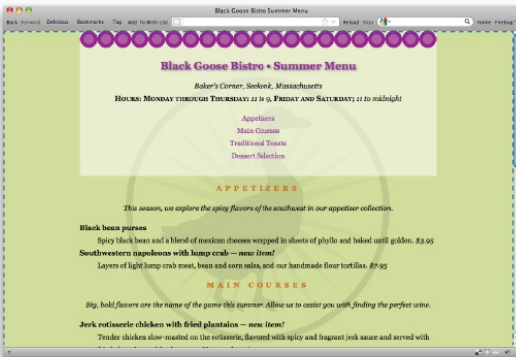 Black Goose Bistro Summer Menu
Back Forward Delicious Bookmarks Tag Add To Wish List Reload Stop Home Firebug
Black Goose Bistro • Summer Menu
Baker's Corner, Seekonk, Massachusetts
HOURS: MONDAY THROUGH THURSDAY: 11 to 9, FRIDAY AND SATURDAY; 11 to midnight
Appetizers
Main Courses
Traditional Toasts
Dessert Selection
APPETIZERS
This season, we explore the spicy flavors of the southwest in our appetizer collection.
Black bean purses
Spicy black bean and a blend of mexican cheeses wrapped in sheets of phyllo and baked until golden. $3.95
Southwestern napoleons with lump crab — new item!
Layers of light lump crab meat, bean and corn salsa, and our handmade flour tortillas. $7.95
MAIN COURSES
Big, bold flavors are the name of the game this summer. Allow us to assist you with finding the perfect wine.
Jerk rotisserie chicken with fried plantains — new item!
Tender chicken slow-roasted on the rotisserie, flavored with spicy and fragrant jerk sauce and served with